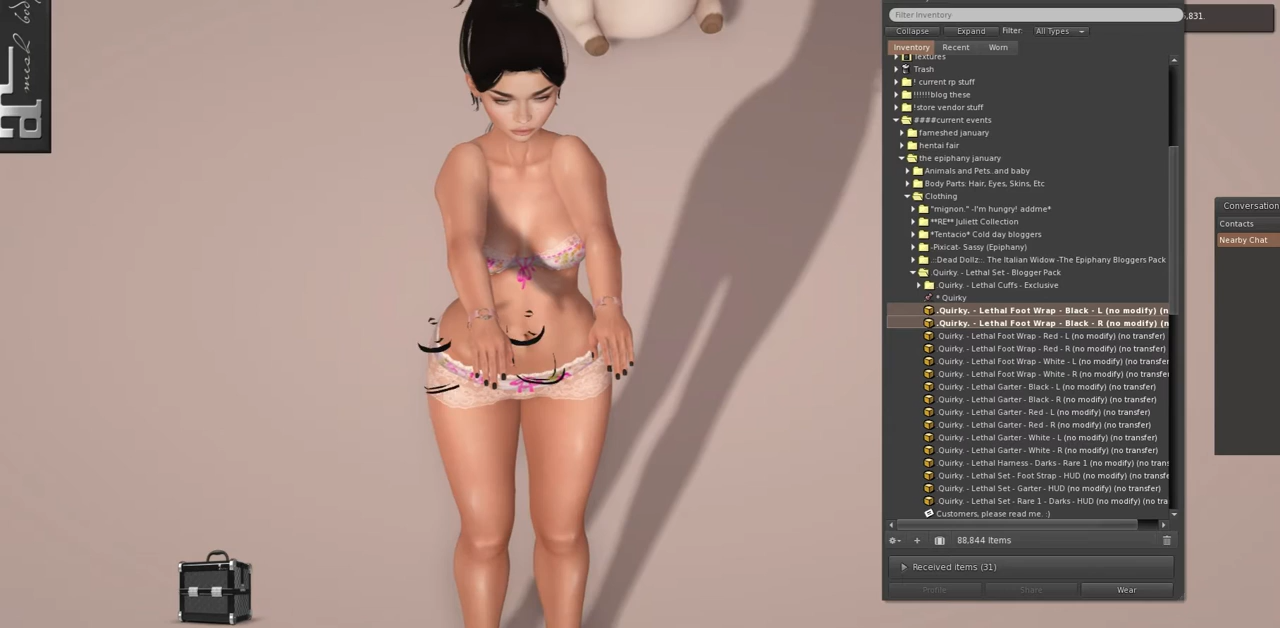 mesh bod
Filter Inventory
5,831.
Collapse Expand Filter: All Types
Inventory Recent Worn
Textures
Trash
! current rp stuff
!!!!!!blog these
!store vendor stuff
####current events
fameshed january
hentai fair
the epiphany january
Animals and Pets..and baby
Body Parts: Hair, Eyes, Skins, Etc
Conversation
Clothing
"mignon." -I'm hungry! addme*
**RE** Juliett Collection
Contacts
*Tentacio* Cold day bloggers
Nearby Chat
-Pixicat- Sassy (Epiphany)
.::Dead Dollz::. The Italian Widow -The Epiphany Bloggers Pack
.Quirky. - Lethal Set - Blogger Pack
.Quirky. - Lethal Cuffs - Exclusive
* Quirky
.Quirky. - Lethal Foot Wrap - Black - L (no modify) (n
.Quirky. - Lethal Foot Wrap - Black - R (no modify) (n
.Quirky. - Lethal Foot Wrap - Red - L (no modify) (no transfer)
.Quirky. - Lethal Foot Wrap - Red - R (no modify) (no transfer)
.Quirky. - Lethal Foot Wrap - White - L (no modify) (no transfe
.Quirky. - Lethal Foot Wrap - White - R (no modify) (no transfe
.Quirky. - Lethal Garter - Black - L (no modify) (no transfer)
.Quirky. - Lethal Garter - Black - R (no modify) (no transfer)
.Quirky. - Lethal Garter - Red - L (no modify) (no transfer)
.Quirky. - Lethal Garter - Red - R (no modify) (no transfer)
.Quirky. - Lethal Garter - White - L (no modify) (no transfer)
.Quirky. - Lethal Garter - White - R (no modify) (no transfer)
.Quirky. - Lethal Harness - Darks - Rare 1 (no modify) (no trans
.Quirky. - Lethal Set - Foot Strap - HUD (no modify) (no transfe
.Quirky. - Lethal Set - Garter - HUD (no modify) (no transfer)
.Quirky. - Lethal Set - Rare 1 - Darks - HUD (no modify) (no tra
Customers, please read me. :)
88,844 Items
Received items (31)
Profile Share Wear